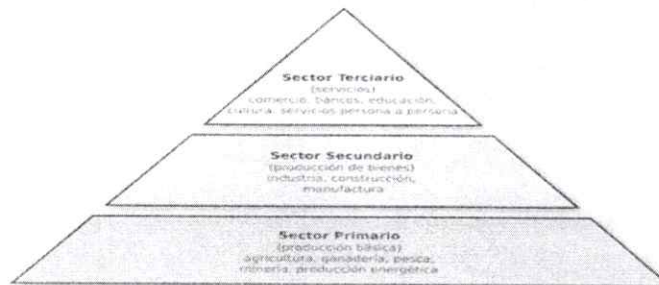 Sector Terciario
(servicios)
comercio, bancos, educación,
cultura, servicios persona a persona
Sector Secundario
(producción de bienes)
industria, construcción,
manufactura
Sector Primario
(producción básica)
agricultura, ganadería, pesca,
minería, producción energética